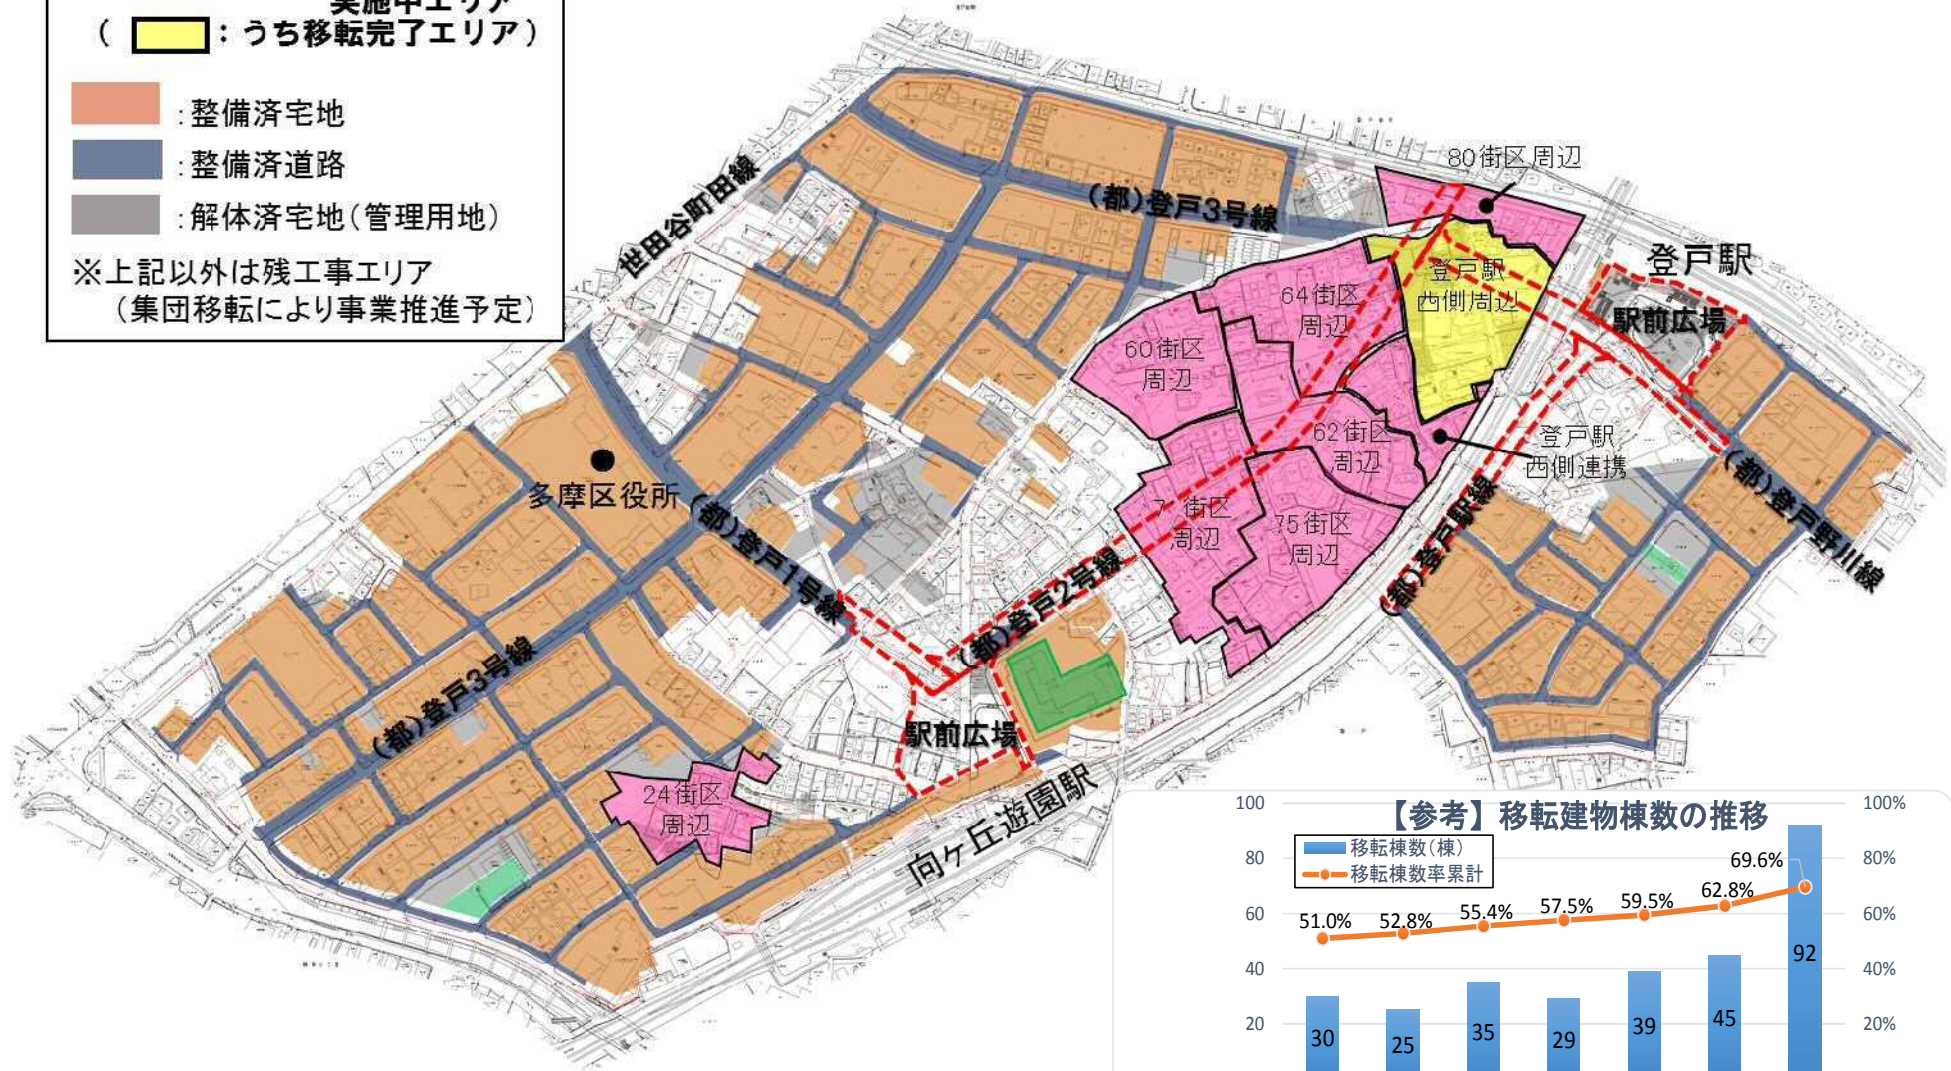 実施中エリア
( : うち移転完了エリア)
:整備済宅地
:整備済道路
:解体済宅地(管理用地)
※上記以外は残工事エリア
(集団移転により事業推進予定)
世田谷町田線
(都)登戸3号線
80街区周辺
登戸駅
駅前広場
登戸駅
西側周辺
64街区
周辺
60街区
周辺
62街区
周辺
登戸駅
西側連携
多摩区役所
(都)登戸1号線
街区
周辺
75街区
周辺
(都)登戸駅線
(都)登戸野川線
(都)登戸2号線
(都)登戸3号線
駅前広場
24街区
周辺
向ヶ丘遊園駅
【参考】移転建物棟数の推移
移転棟数(棟)
移転棟数率累計
100
80
60
40
20
100%
80%
60%
40%
20%
51.0%
52.8%
55.4%
57.5%
59.5%
62.8%
69.6%
30
25
35
29
39
45
92